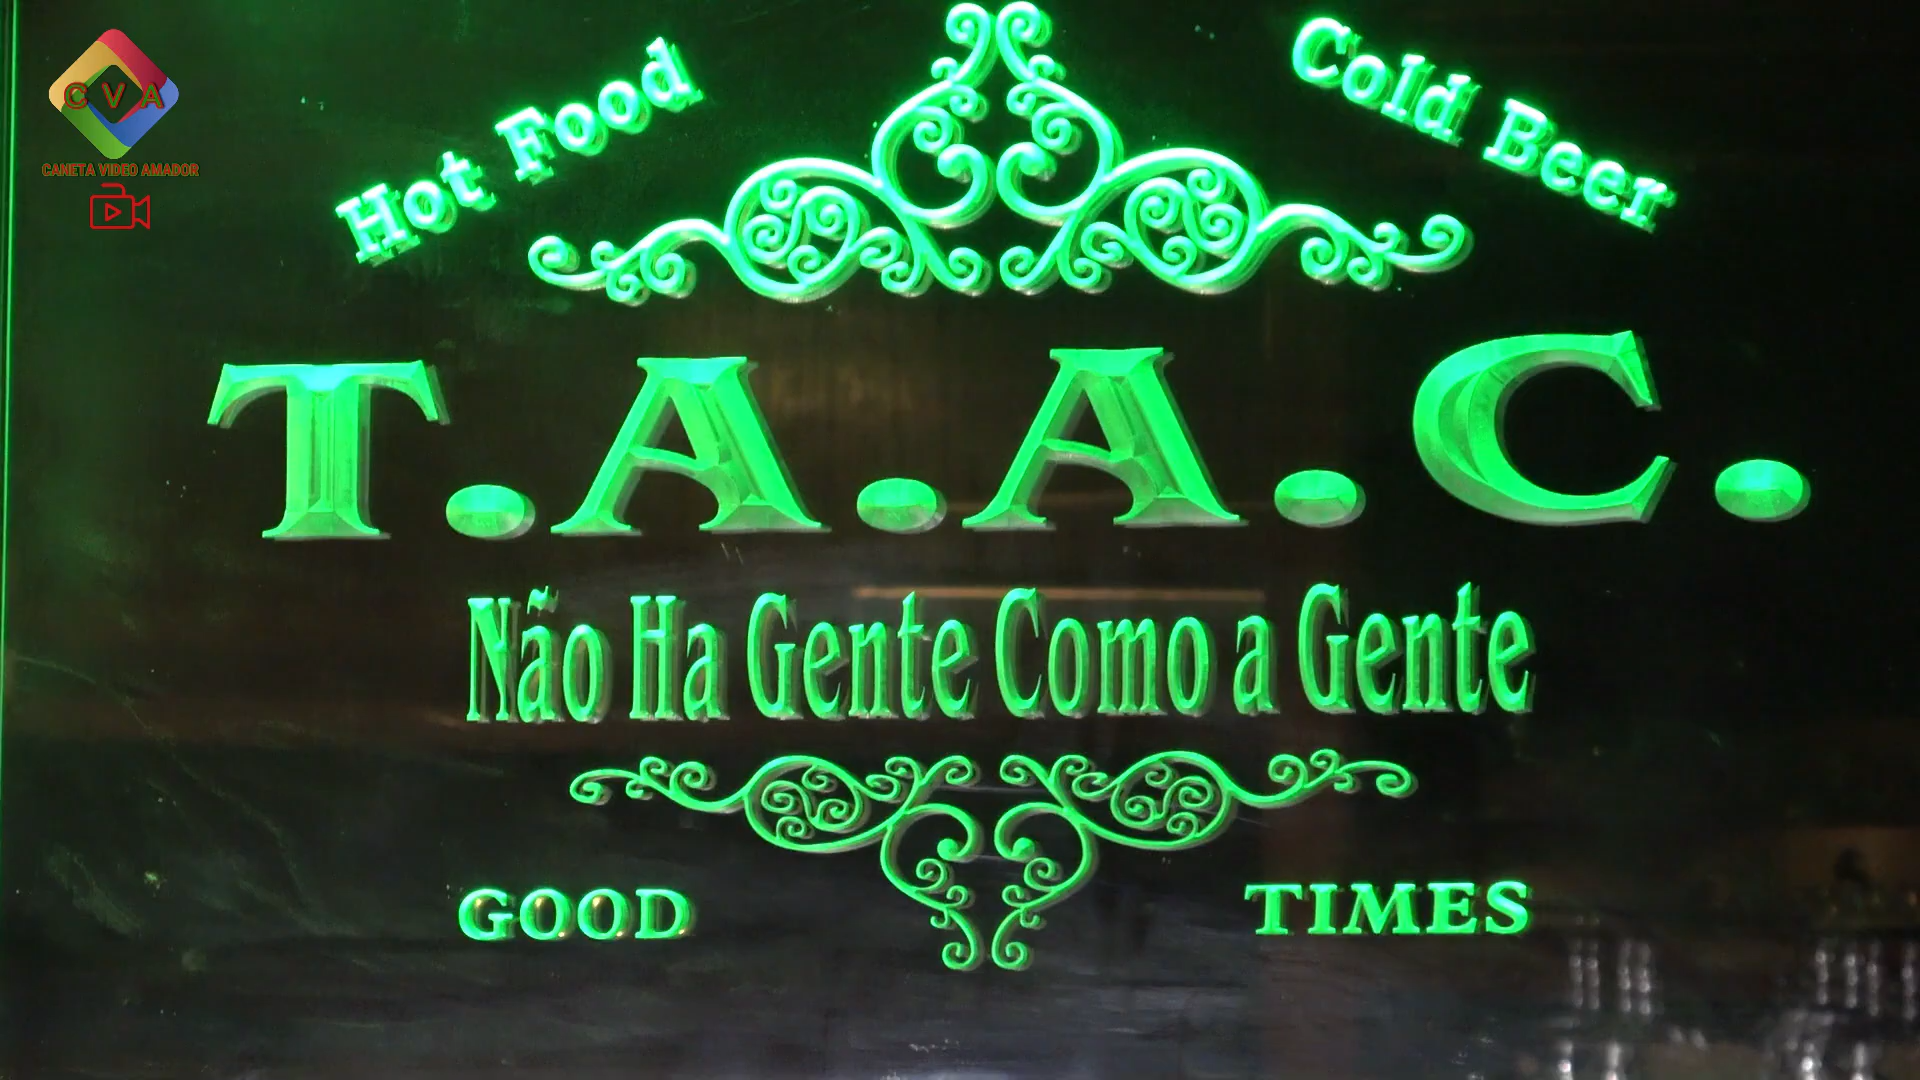 C V A
CANETA VIDEO AMADOR
Hot Food
Cold Beer
T.A.A.C.
Não Ha Gente Como a Gente
GOOD TIMES